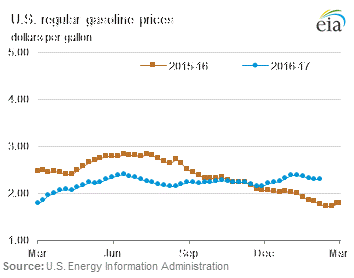 U.S. regular gasoline prices
dollars per gallon
eia
5.00
2015-16
2016-17
4.00
3.00
2.00
1.00
Mar
Jun
Sep
Dec
Mar
Source: U.S. Energy Information Administration